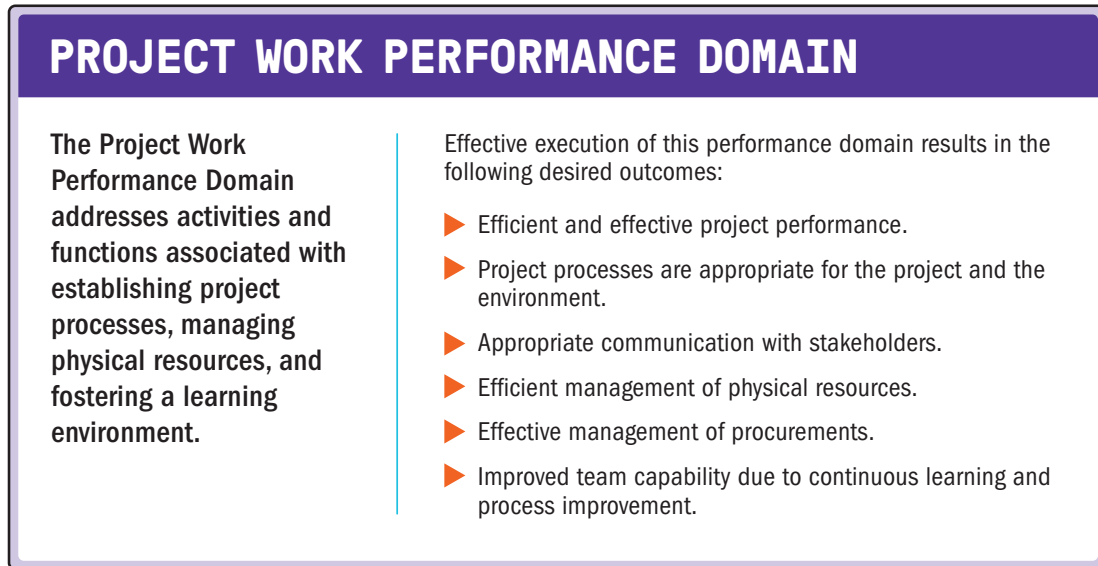 PROJECT WORK PERFORMANCE DOMAIN
The Project Work
Performance Domain
addresses activities and
functions associated with
establishing project
processes, managing
physical resources, and
fostering a learning
environment.
Effective execution of this performance domain results in the
following desired outcomes:
Efficient and effective project performance.
Project processes are appropriate for the project and the
environment.
Appropriate communication with stakeholders.
Efficient management of physical resources.
Effective management of procurements.
Improved team capability due to continuous learning and
process improvement.